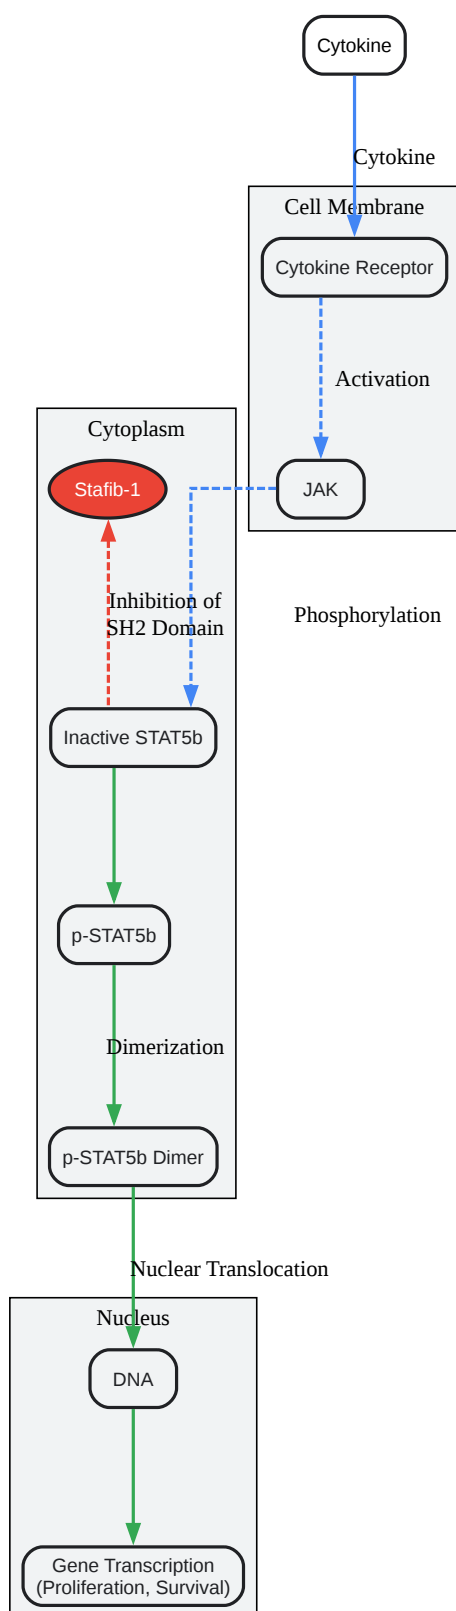 Cytokine
Cytokine
Cell Membrane
Cytokine Receptor
Activation
Cytoplasm
Stafib-1
JAK
Inhibition of
SH2 Domain
Phosphorylation
Inactive STAT5b
p-STAT5b
Dimerization
p-STAT5b Dimer
Nuclear Translocation
Nucleus
DNA
Gene Transcription
(Proliferation, Survival)